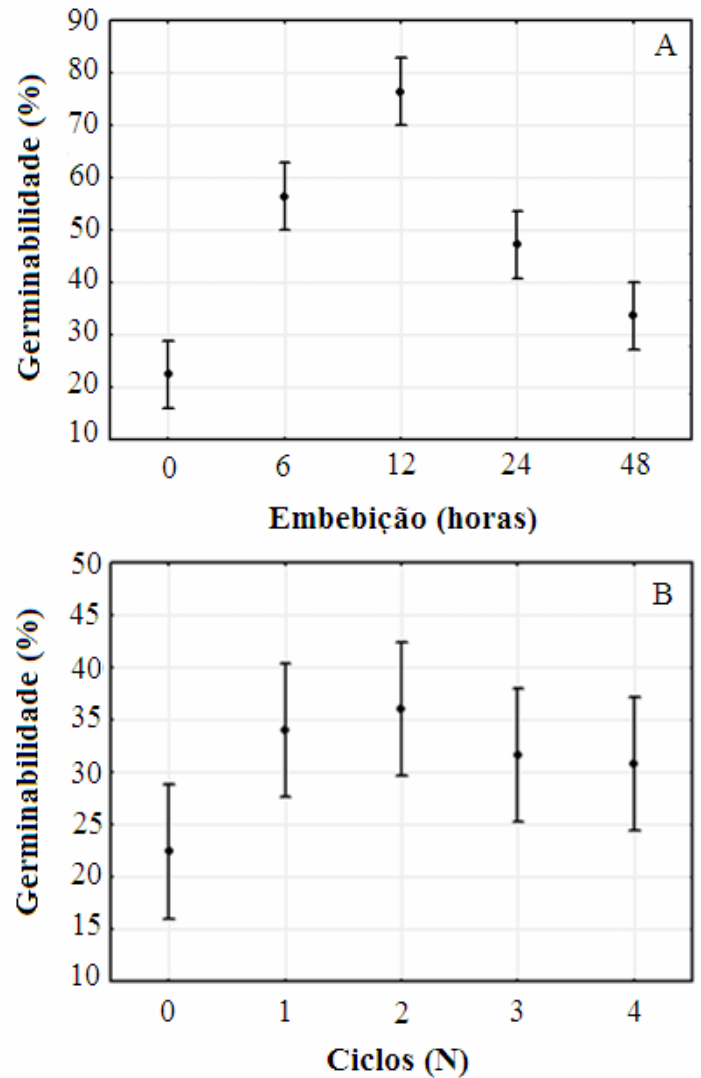 A
Germinabilidade (%)
90
80
70
60
50
40
30
20
10
0 6 12 24 48
Embebição (horas)
B
Germinabilidade (%)
50
45
40
35
30
25
20
15
10
0 1 2 3 4
Ciclos (N)